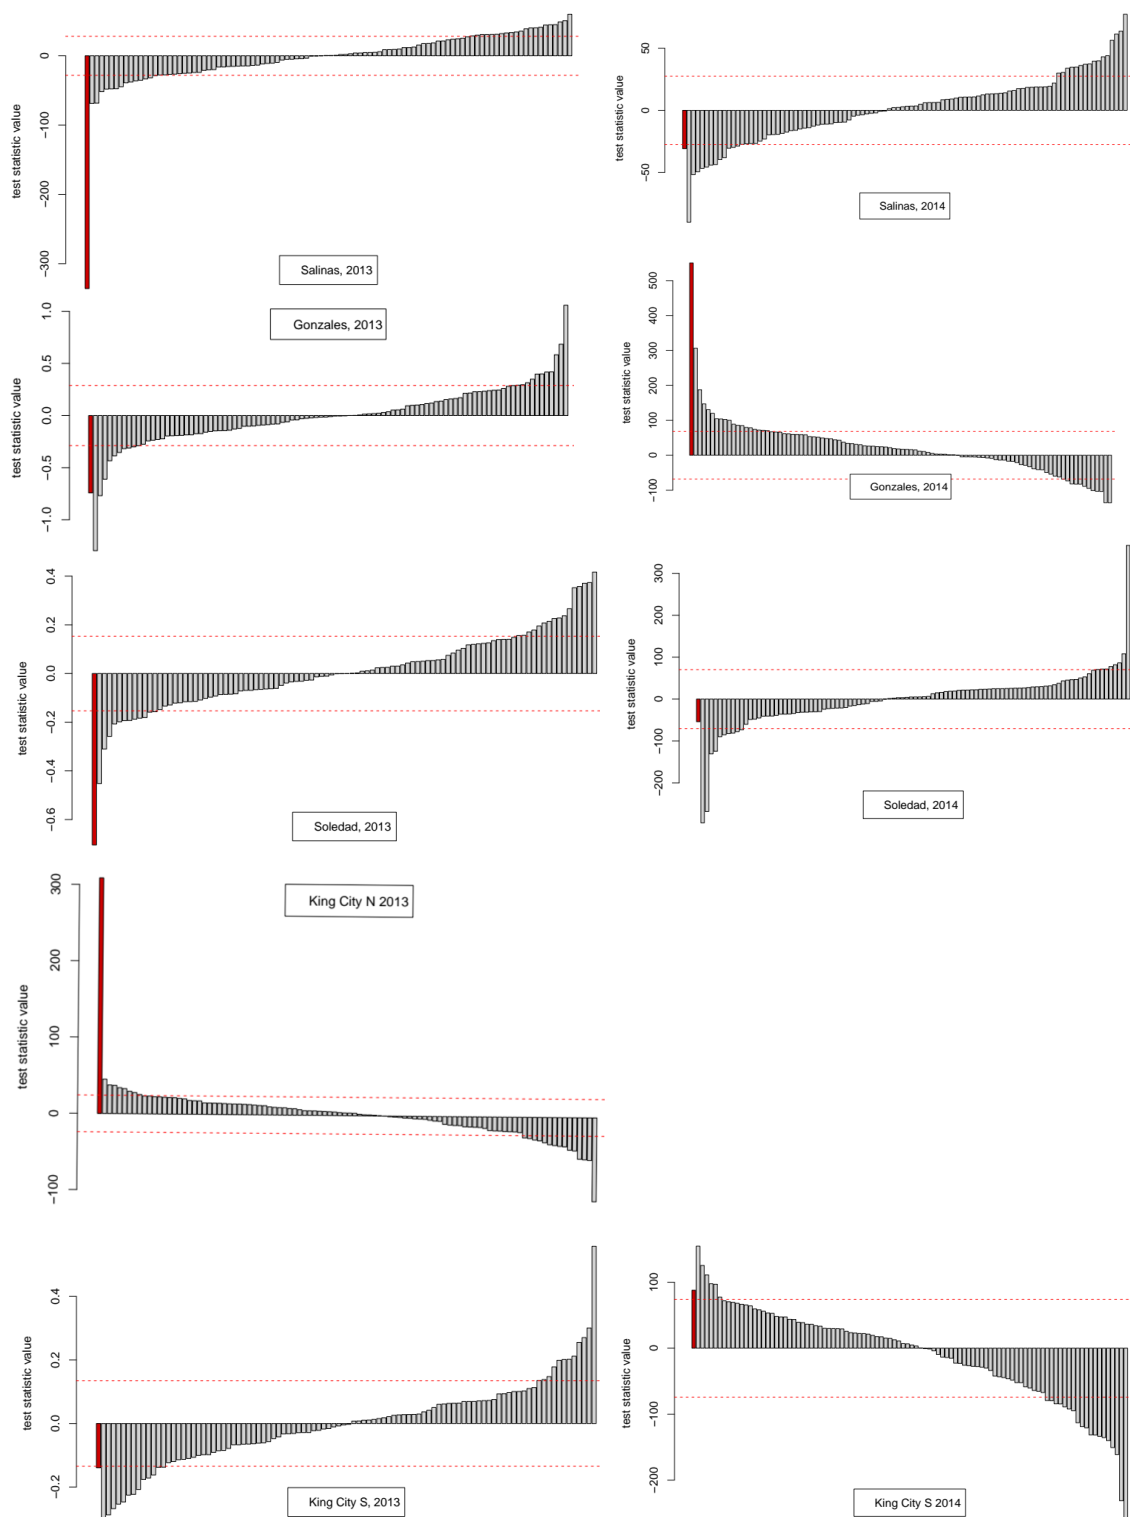 test statistic value
0
−100
−200
−300
Salinas, 2013
test statistic value
50
0
−50
Salinas, 2014
test statistic value
1.0
0.5
0.0
−0.5
−1.0
Gonzales, 2013
test statistic value
500
400
300
200
100
0
−100
Gonzales, 2014
test statistic value
0.4
0.2
0.0
−0.2
−0.4
−0.6
Soledad, 2013
test statistic value
300
200
100
0
−100
−200
Soledad, 2014
test statistic value
300
200
100
0
−100
King City N 2013
test statistic value
0.4
0.2
0.0
−0.2
King City S, 2013
test statistic value
100
0
−100
−200
King City S 2014